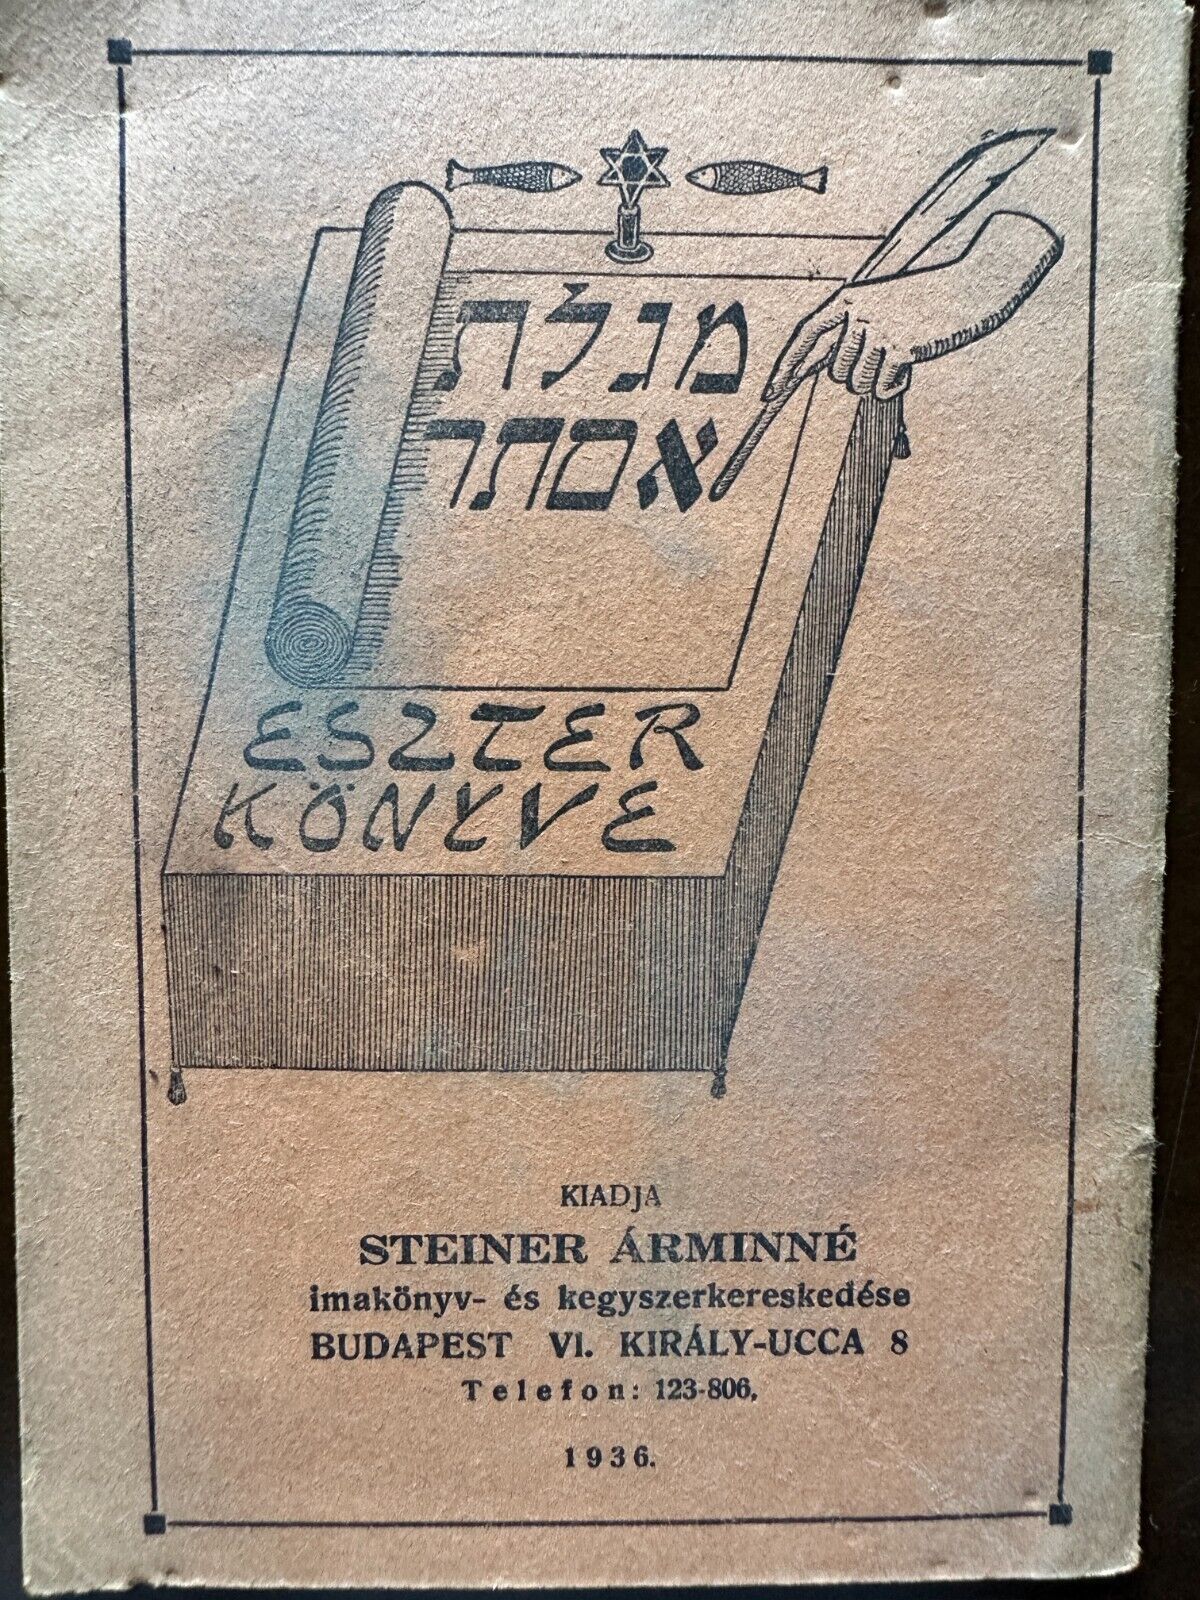 מגלת
אסתר
ESZTER
KÖNYVE
KIADJA
STEINER ÁRMINNÉ
imakönyv- és kegyszerkereskedése
BUDAPEST VI. KIRÁLY-UCCA 8
Telefon: 123-806,
1936.